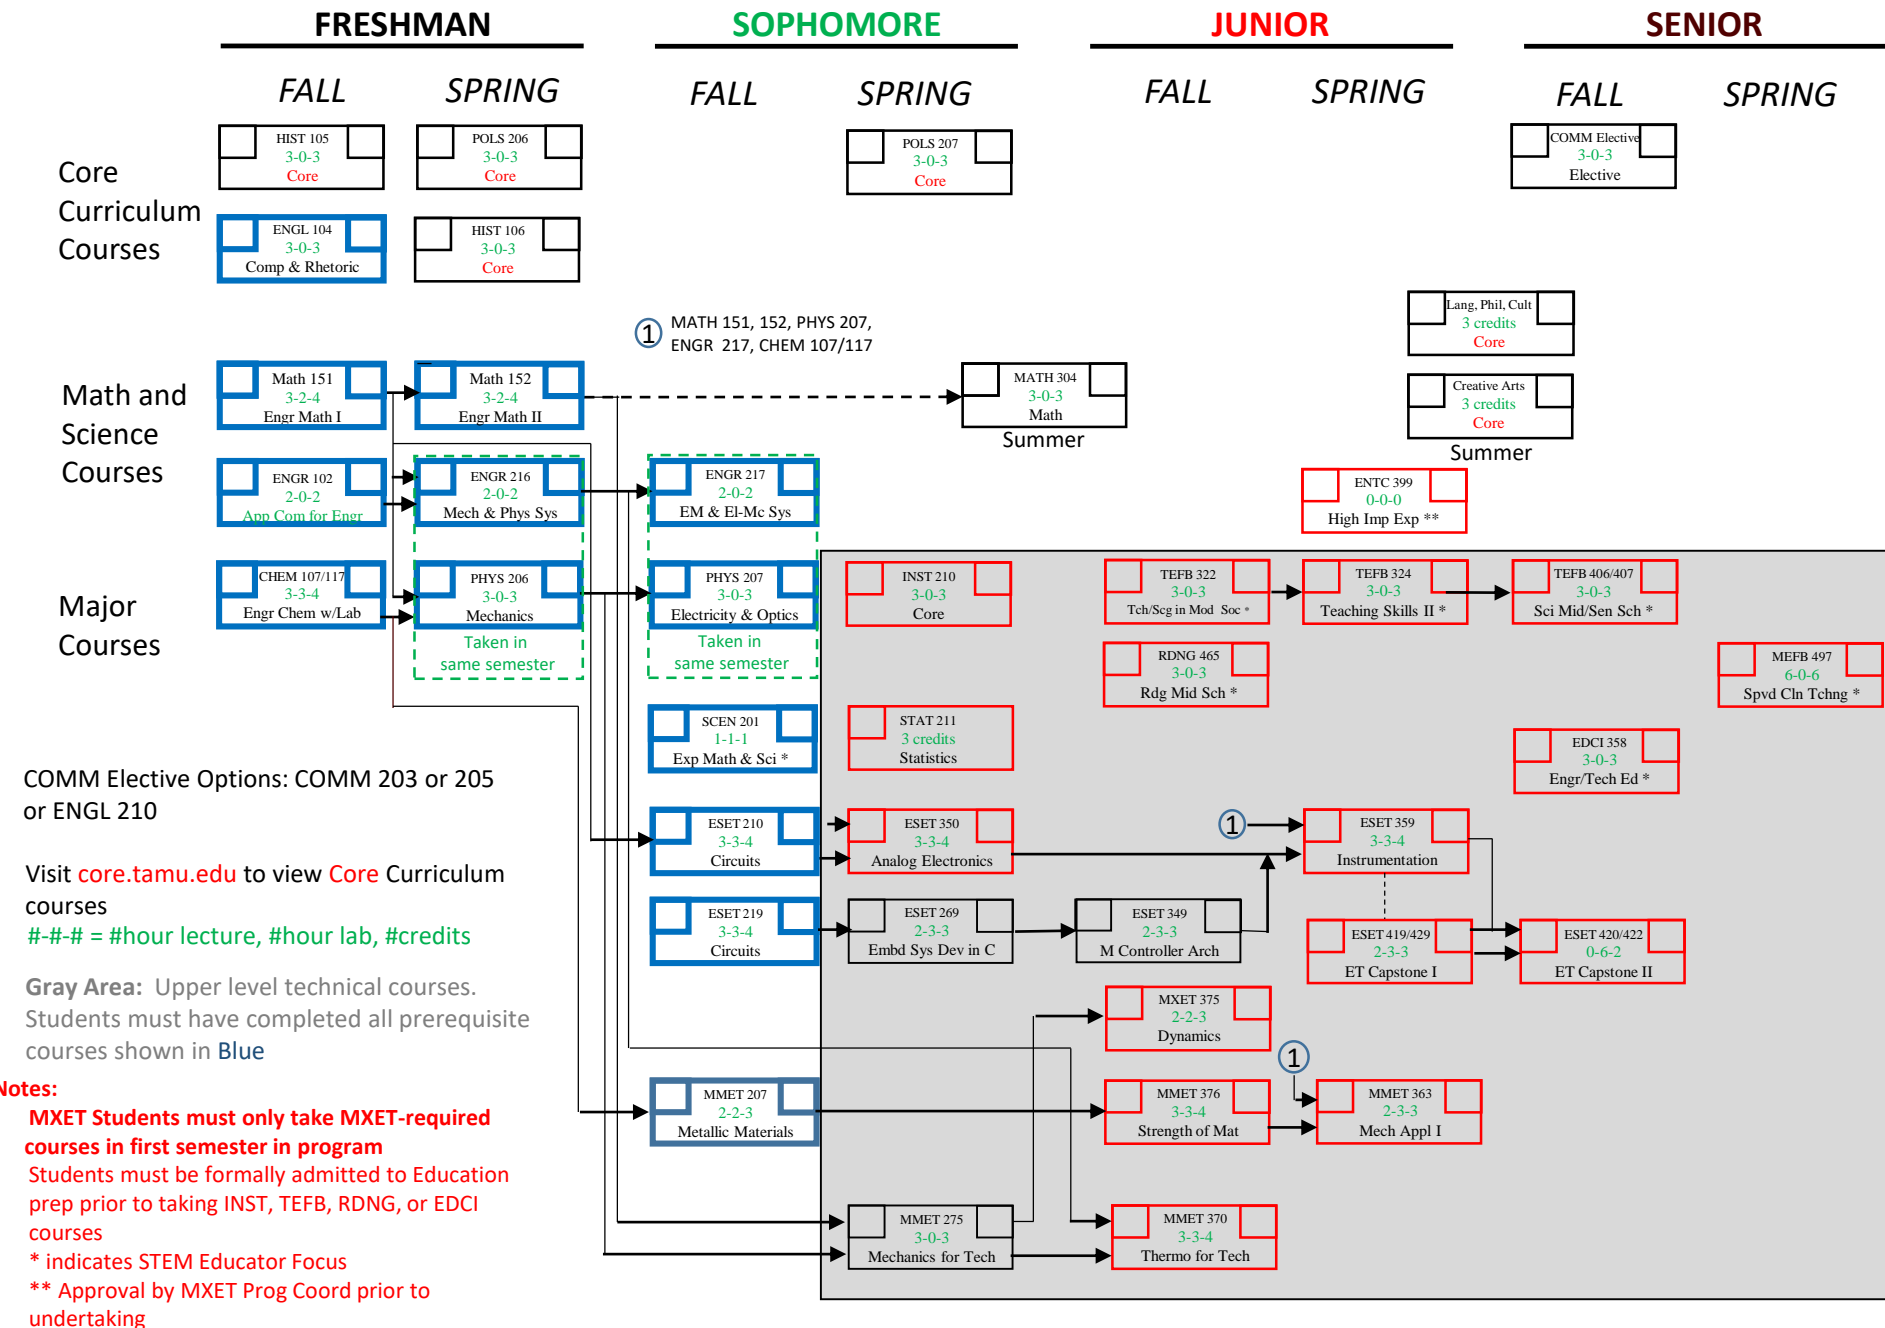 FRESHMAN
SOPHOMORE
JUNIOR
SENIOR
FALL
SPRING
FALL
SPRING
FALL
SPRING
FALL
SPRING
Core
Curriculum
Courses
HIST 105
3-0-3
Core
POLS 206
3-0-3
Core
POLS 207
3-0-3
Core
COMM Elective
3-0-3
Elective
ENGL 104
3-0-3
Comp & Rhetoric
HIST 106
3-0-3
Core
1
MATH 151, 152, PHYS 207,
ENGR 217, CHEM 107/117
Lang, Phil, Cult
3 credits
Core
Math and
Science
Courses
Math 151
3-2-4
Engr Math I
Math 152
3-2-4
Engr Math II
MATH 304
3-0-3
Math
Summer
Creative Arts
3 credits
Core
Summer
ENGR 102
2-0-2
App Com for Engr
ENGR 216
2-0-2
Mech & Phys Sys
ENGR 217
2-0-2
EM & El-Mc Sys
ENTC 399
0-0-0
High Imp Exp **
Major
Courses
CHEM 107/117
3-3-4
Engr Chem w/Lab
PHYS 206
3-0-3
Mechanics
Taken in
same semester
PHYS 207
3-0-3
Electricity & Optics
Taken in
same semester
INST 210
3-0-3
Core
TEFB 322
3-0-3
Tch/Scg in Mod Soc *
TEFB 324
3-0-3
Teaching Skills II *
TEFB 406/407
3-0-3
Sci Mid/Sen Sch *
RDNG 465
3-0-3
Rdg Mid Sch *
MEFB 497
6-0-6
Spvd Cln Tchng *
SCEN 201
1-1-1
Exp Math & Sci *
STAT 211
3 credits
Statistics
EDCI 358
3-0-3
Engr/Tech Ed *
COMM Elective Options: COMM 203 or 205
or ENGL 210
ESET 210
3-3-4
Circuits
ESET 350
3-3-4
Analog Electronics
1
ESET 359
3-3-4
Instrumentation
Visit core.tamu.edu to view Core Curriculum
courses
#-#-# = #hour lecture, #hour lab, #credits
ESET 219
3-3-4
Circuits
ESET 269
2-3-3
Embd Sys Dev in C
ESET 349
2-3-3
M Controller Arch
ESET 419/429
2-3-3
ET Capstone I
ESET 420/422
0-6-2
ET Capstone II
Gray Area: Upper level technical courses.
Students must have completed all prerequisite
courses shown in Blue
MXET 375
2-2-3
Dynamics
1
Notes:
MXET Students must only take MXET-required
courses in first semester in program
Students must be formally admitted to Education
prep prior to taking INST, TEFB, RDNG, or EDCI
courses
* indicates STEM Educator Focus
** Approval by MXET Prog Coord prior to
undertaking
MMET 207
2-2-3
Metallic Materials
MMET 376
3-3-4
Strength of Mat
MMET 363
2-3-3
Mech Appl I
MMET 275
3-0-3
Mechanics for Tech
MMET 370
3-3-4
Thermo for Tech